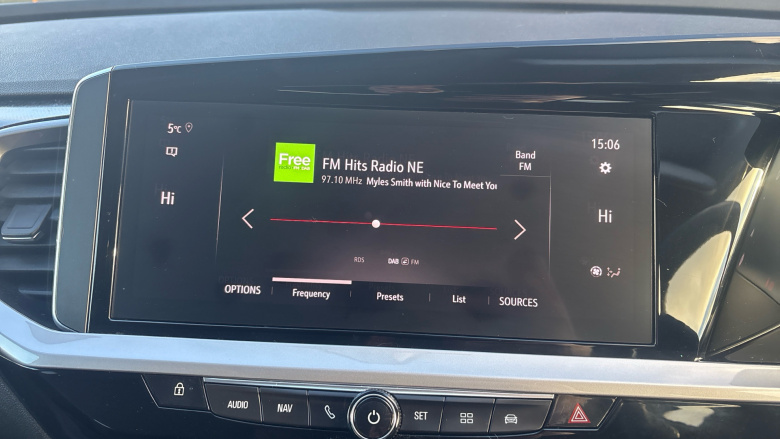 5°C
15:06
Free
FM Hits Radio NE
97.10 MHz Myles Smith with Nice To Meet You
Band
FM
Hi
Hi
RDS DAB FM
OPTIONS Frequency Presets List SOURCES
AUDIO NAV SET